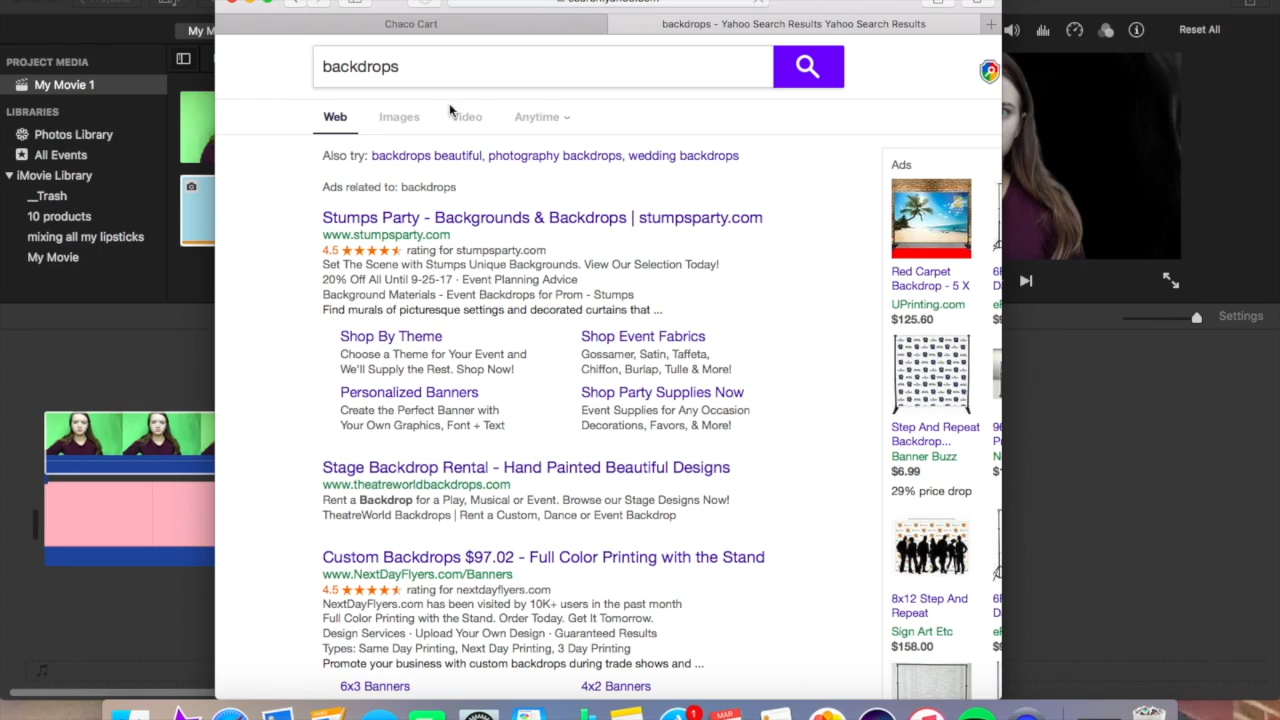 search.yahoo.com
Chaco Cart
backdrops - Yahoo Search Results Yahoo Search Results
My M
Reset All
PROJECT MEDIA
My Movie 1
LIBRARIES
Photos Library
All Events
iMovie Library
__Trash
10 products
mixing all my lipsticks
My Movie
backdrops
Web
Images
Video
Anytime
Also try: backdrops beautiful, photography backdrops, wedding backdrops
Ads related to: backdrops
Stumps Party - Backgrounds & Backdrops | stumpsparty.com
www.stumpsparty.com
4.5 ★★★★★ rating for stumpsparty.com
Set The Scene with Stumps Unique Backgrounds. View Our Selection Today!
20% Off All Until 9-25-17 · Event Planning Advice
Background Materials - Event Backdrops for Prom - Stumps
Find murals of picturesque settings and decorated curtains that ...
Shop By Theme
Choose a Theme for Your Event and
We'll Supply the Rest. Shop Now!
Shop Event Fabrics
Gossamer, Satin, Taffeta,
Chiffon, Burlap, Tulle & More!
Personalized Banners
Create the Perfect Banner with
Your Own Graphics, Font + Text
Shop Party Supplies Now
Event Supplies for Any Occasion
Decorations, Favors, & More!
Stage Backdrop Rental - Hand Painted Beautiful Designs
www.theatreworldbackdrops.com
Rent a Backdrop for a Play, Musical or Event. Browse our Stage Designs Now!
TheatreWorld Backdrops | Rent a Custom, Dance or Event Backdrop
Custom Backdrops $97.02 - Full Color Printing with the Stand
www.NextDayFlyers.com/Banners
4.5 ★★★★★ rating for nextdayflyers.com
NextDayFlyers.com has been visited by 10K+ users in the past month
Full Color Printing with the Stand. Order Today. Get It Tomorrow.
Design Services · Upload Your Own Design · Guaranteed Results
Types: Same Day Printing, Next Day Printing, 3 Day Printing
Promote your business with custom backdrops during trade shows and ...
6x3 Banners
4x2 Banners
Ads
Red Carpet
Backdrop - 5 X
UPrinting.com
$125.60
Step And Repeat
Backdrop...
Banner Buzz
$6.99
29% price drop
8x12 Step And
Repeat
Sign Art Etc
$158.00
Settings
1
MAR